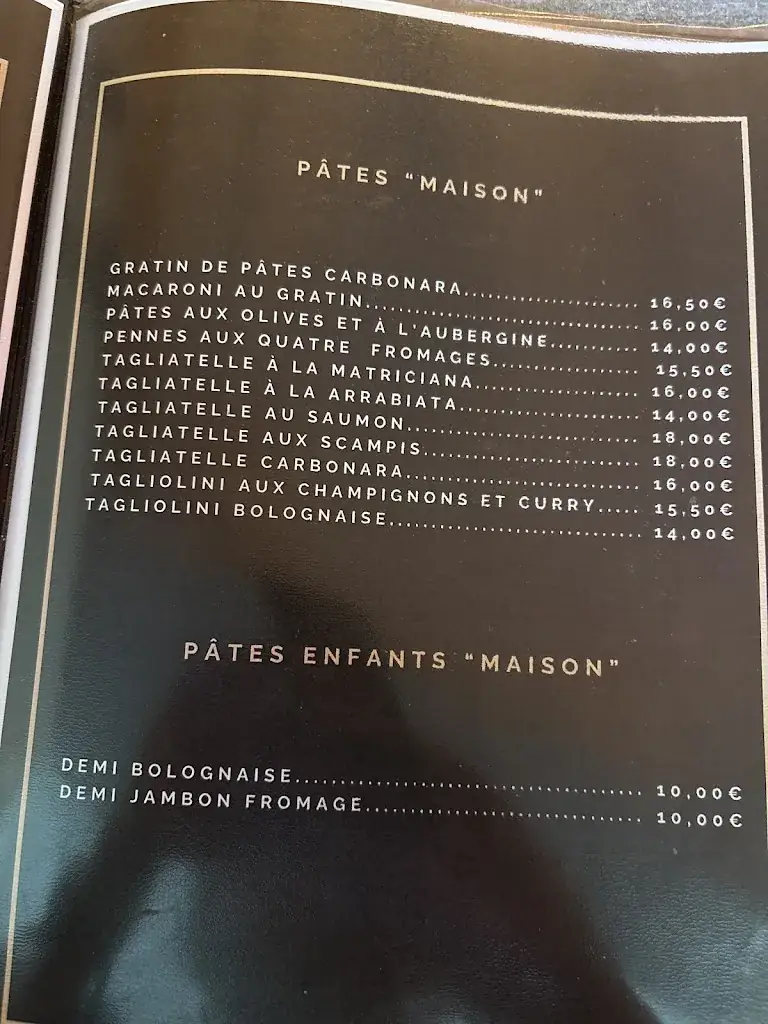 PÂTES “MAISON”
GRATIN DE PÂTES CARBONARA........................ 16,50€
MACARONI AU GRATIN.................................... 16,00€
PÂTES AUX OLIVES ET À L'AUBERGINE........... 14,00€
PENNES AUX QUATRE FROMAGES.................... 15,50€
TAGLIATELLE À LA MATRICIANA...................... 16,00€
TAGLIATELLE À LA ARRABIATA........................ 14,00€
TAGLIATELLE AU SAUMON.............................. 18,00€
TAGLIATELLE AUX SCAMPIS............................ 18,00€
TAGLIATELLE CARBONARA.............................. 16,00€
TAGLIOLINI AUX CHAMPIGNONS ET CURRY..... 15,50€
TAGLIOLINI BOLOGNAISE................................ 14,00€
PÂTES ENFANTS “MAISON”
DEMI BOLOGNAISE............................................ 10,00€
DEMI JAMBON FROMAGE.................................. 10,00€